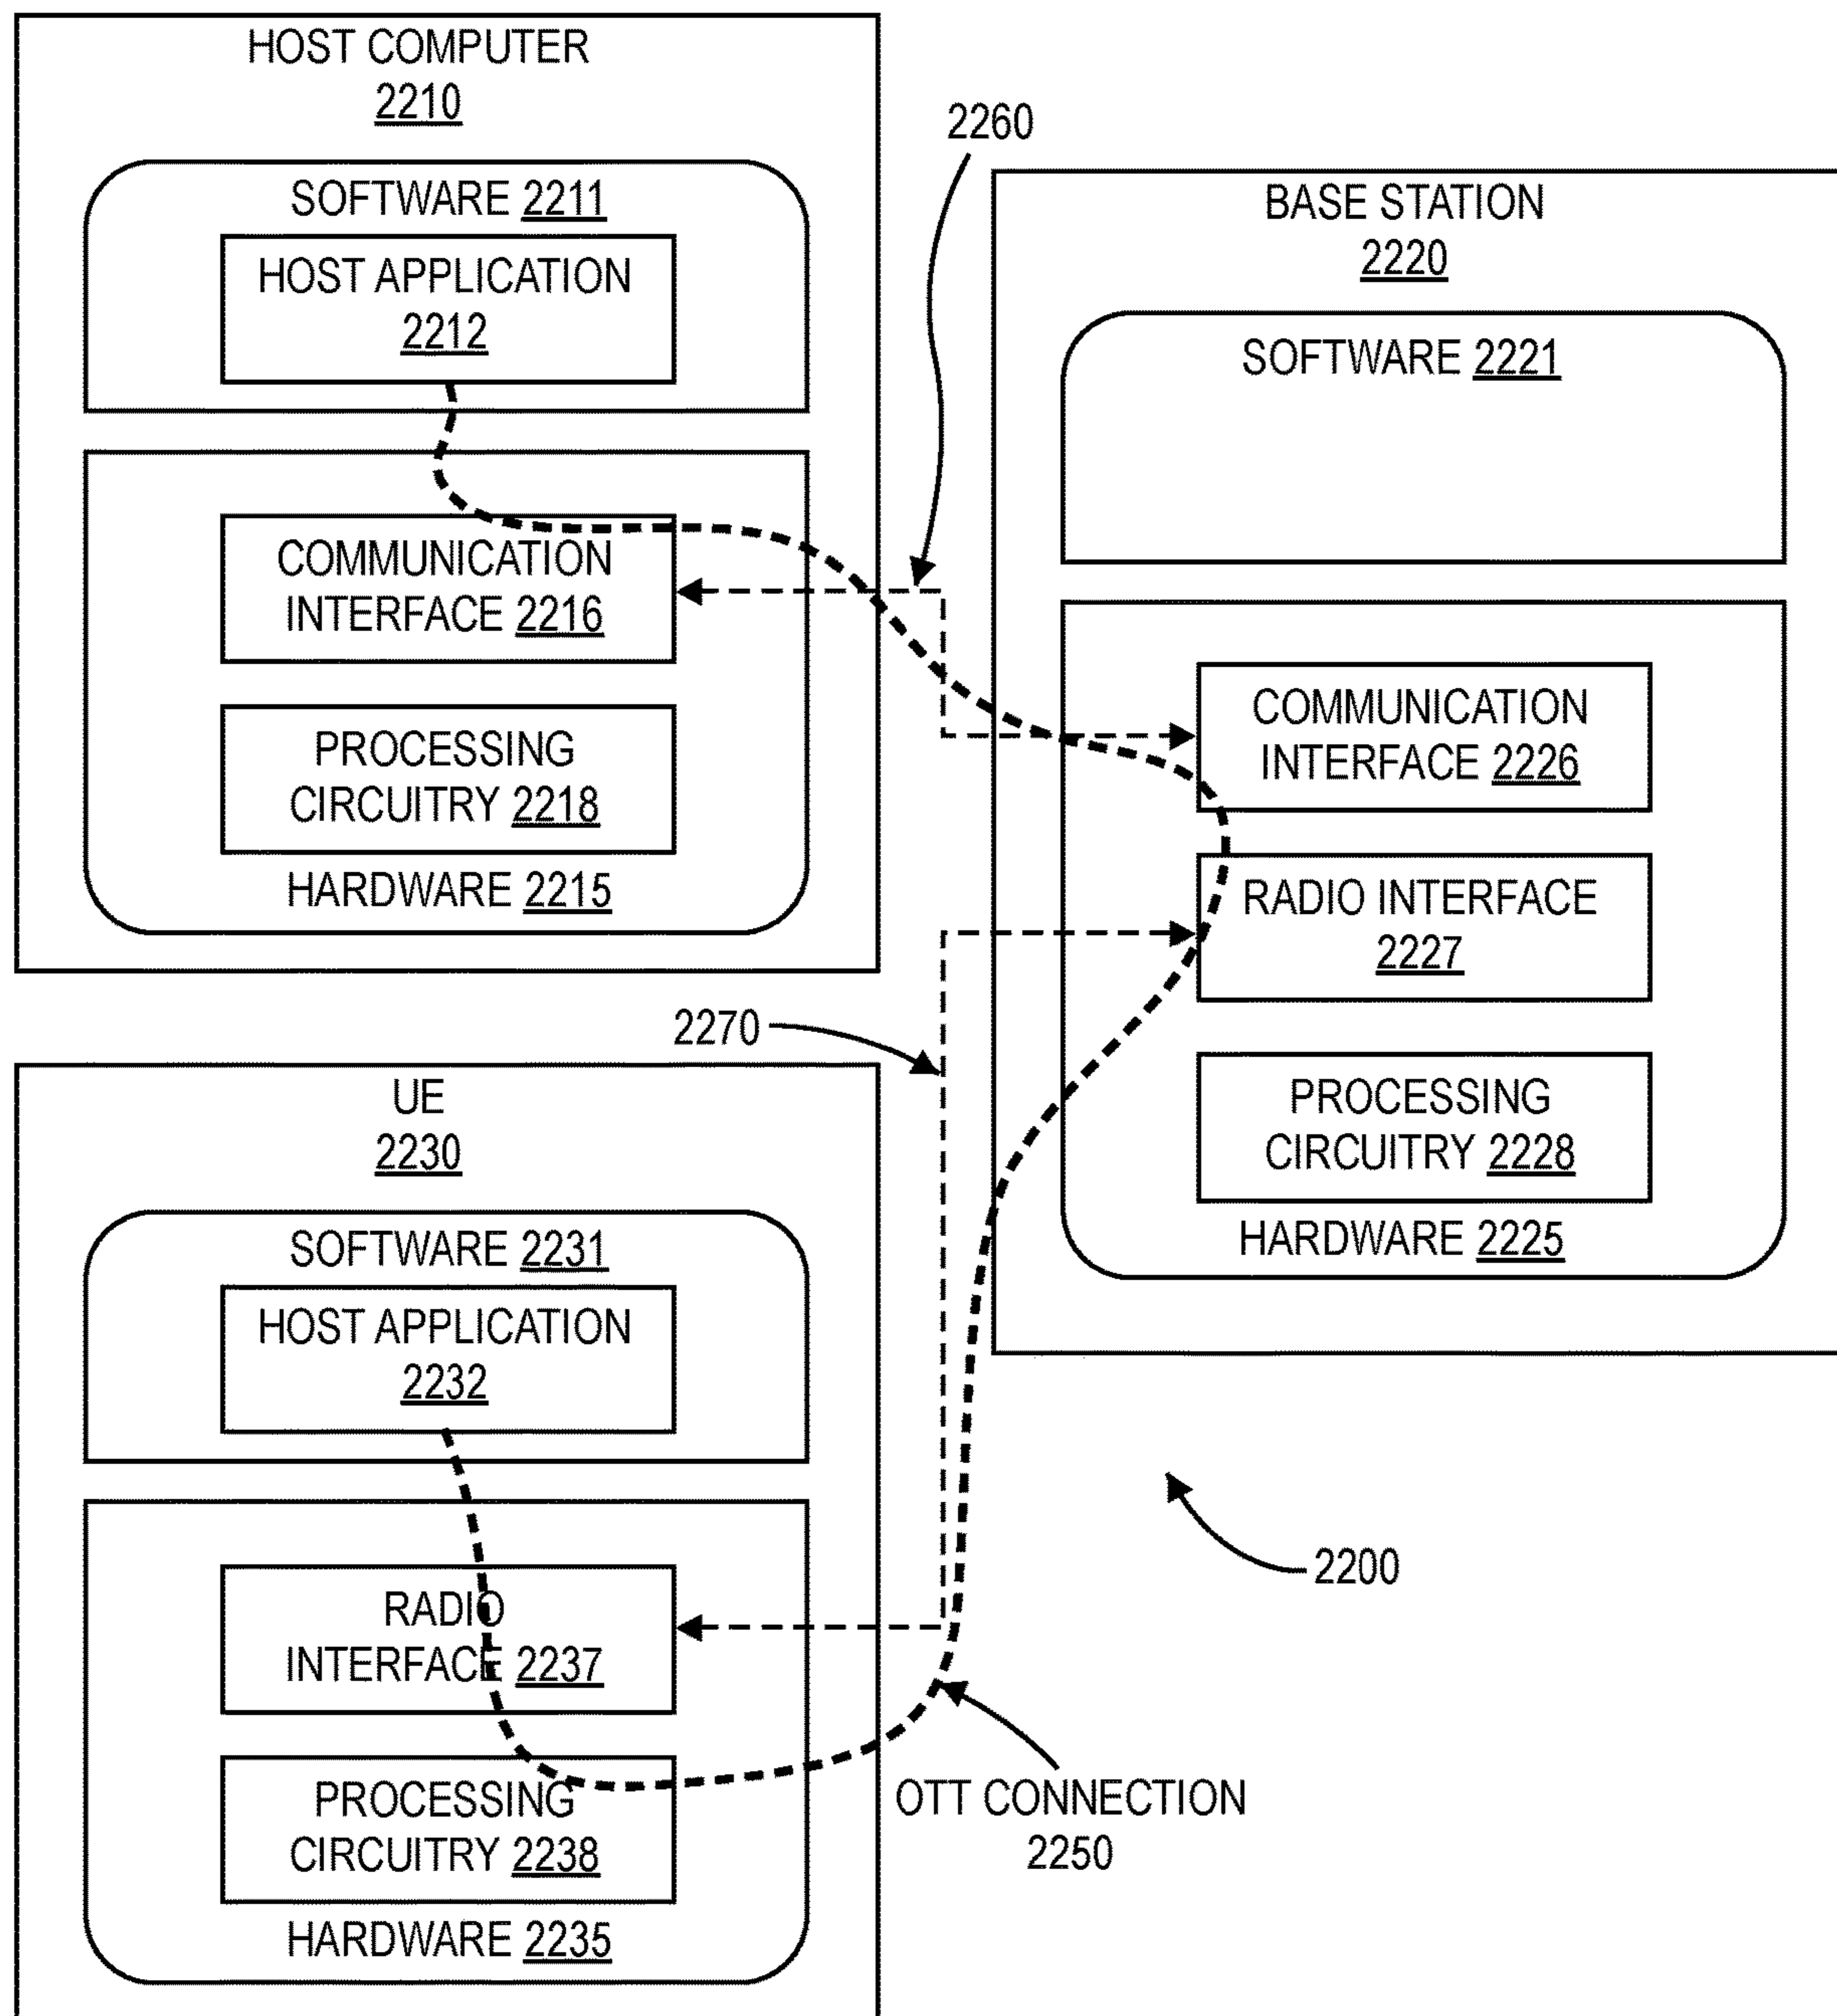 HOST COMPUTER
2210
SOFTWARE 2211
HOST APPLICATION
2212
COMMUNICATION
INTERFACE 2216
PROCESSING
CIRCUITRY 2218
HARDWARE 2215
2260
BASE STATION
2220
SOFTWARE 2221
COMMUNICATION
INTERFACE 2226
RADIO INTERFACE
2227
PROCESSING
CIRCUITRY 2228
HARDWARE 2225
2270
UE
2230
SOFTWARE 2231
HOST APPLICATION
2232
RADIO
INTERFACE 2237
PROCESSING
CIRCUITRY 2238
HARDWARE 2235
OTT CONNECTION
2250
2200